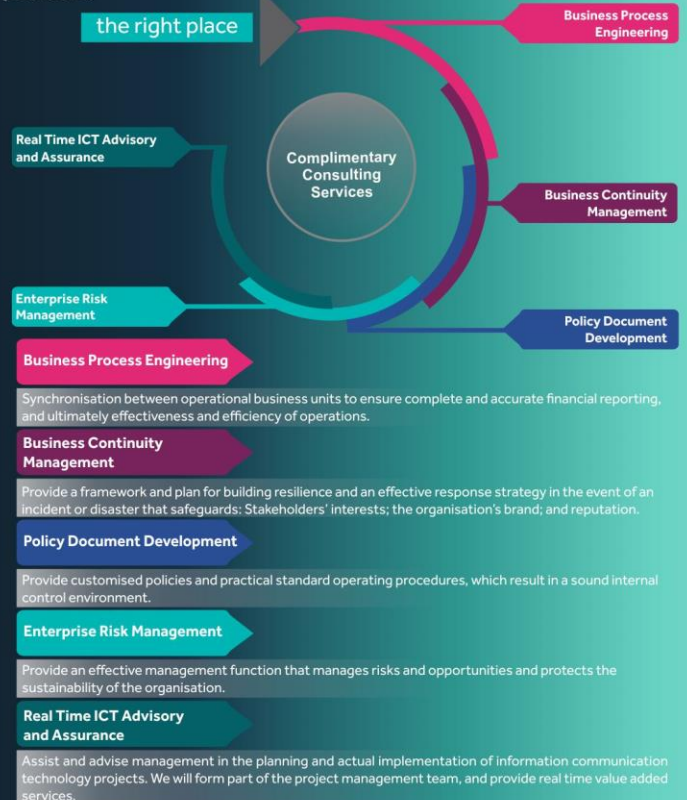 the right place
Business Process
Engineering
Real Time ICT Advisory
and Assurance
Complimentary
Consulting
Services
Business Continuity
Management
Enterprise Risk
Management
Policy Document
Development
Business Process Engineering
Synchronisation between operational business units to ensure complete and accurate financial reporting,
and ultimately effectiveness and efficiency of operations.
Business Continuity
Management
Provide a framework and plan for building resilience and an effective response strategy in the event of an
incident or disaster that safeguards: Stakeholders' interests; the organisation's brand; and reputation.
Policy Document Development
Provide customised policies and practical standard operating procedures, which result in a sound internal
control environment.
Enterprise Risk Management
Provide an effective management function that manages risks and opportunities and protects the
sustainability of the organisation.
Real Time ICT Advisory
and Assurance
Assist and advise management in the planning and actual implementation of information communication
technology projects. We will form part of the project management team, and provide real time value added
services.